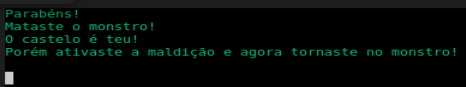 Parabéns!
Mataste o monstro!
O castelo é teu!
Porém ativaste a maldição e agora tornaste no monstro!